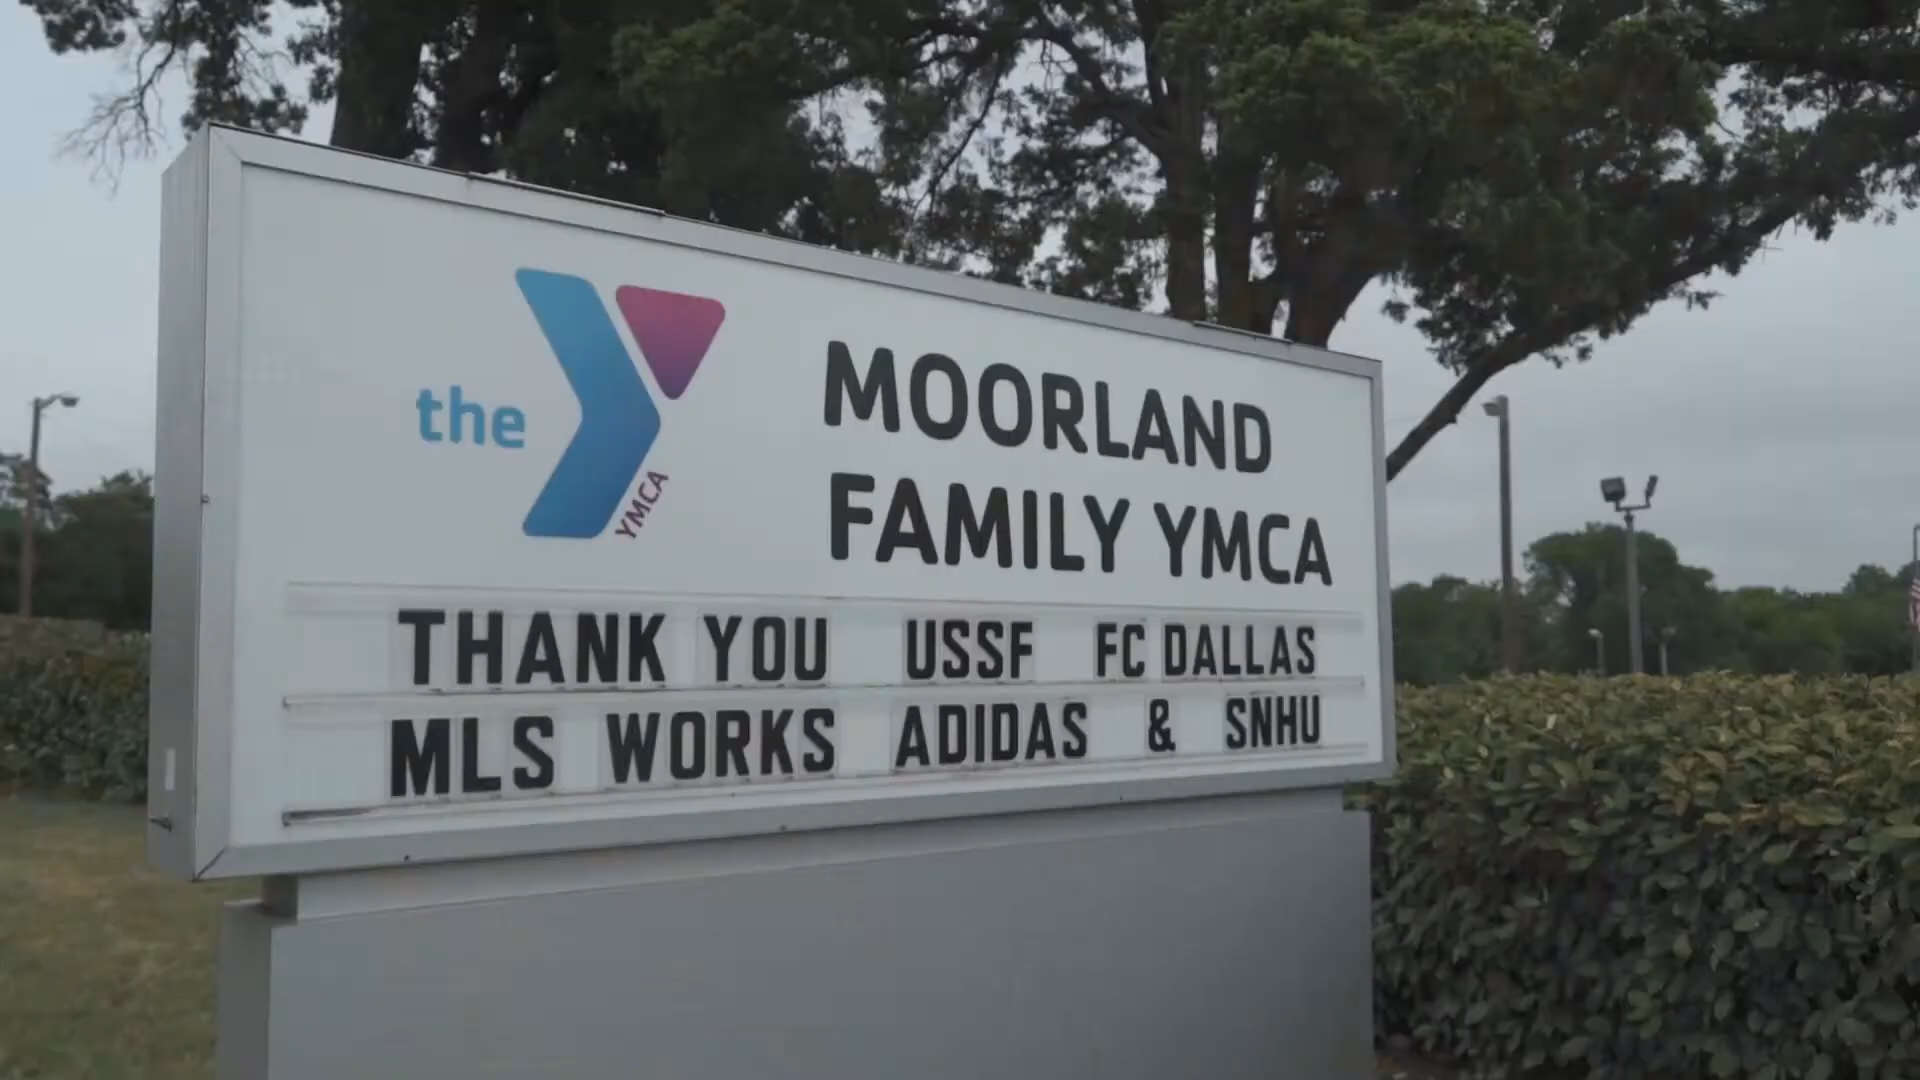 the
YMCA
MOORLAND
FAMILY YMCA
THANK YOU USSF FC DALLAS
MLS WORKS ADIDAS & SNHU